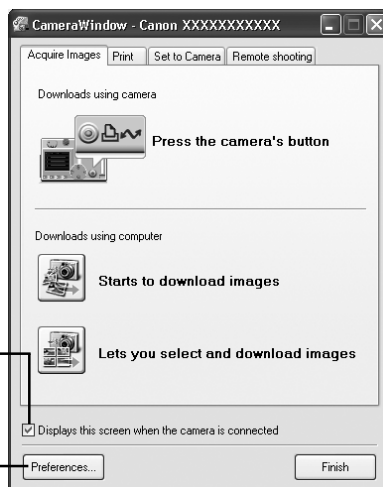 CameraWindow - Canon XXXXXXXXXXX
Acquire Images Print Set to Camera Remote shooting
Downloads using camera
Press the camera's button
Downloads using computer
Starts to download images
Lets you select and download images
Displays this screen when the camera is connected
Preferences... Finish